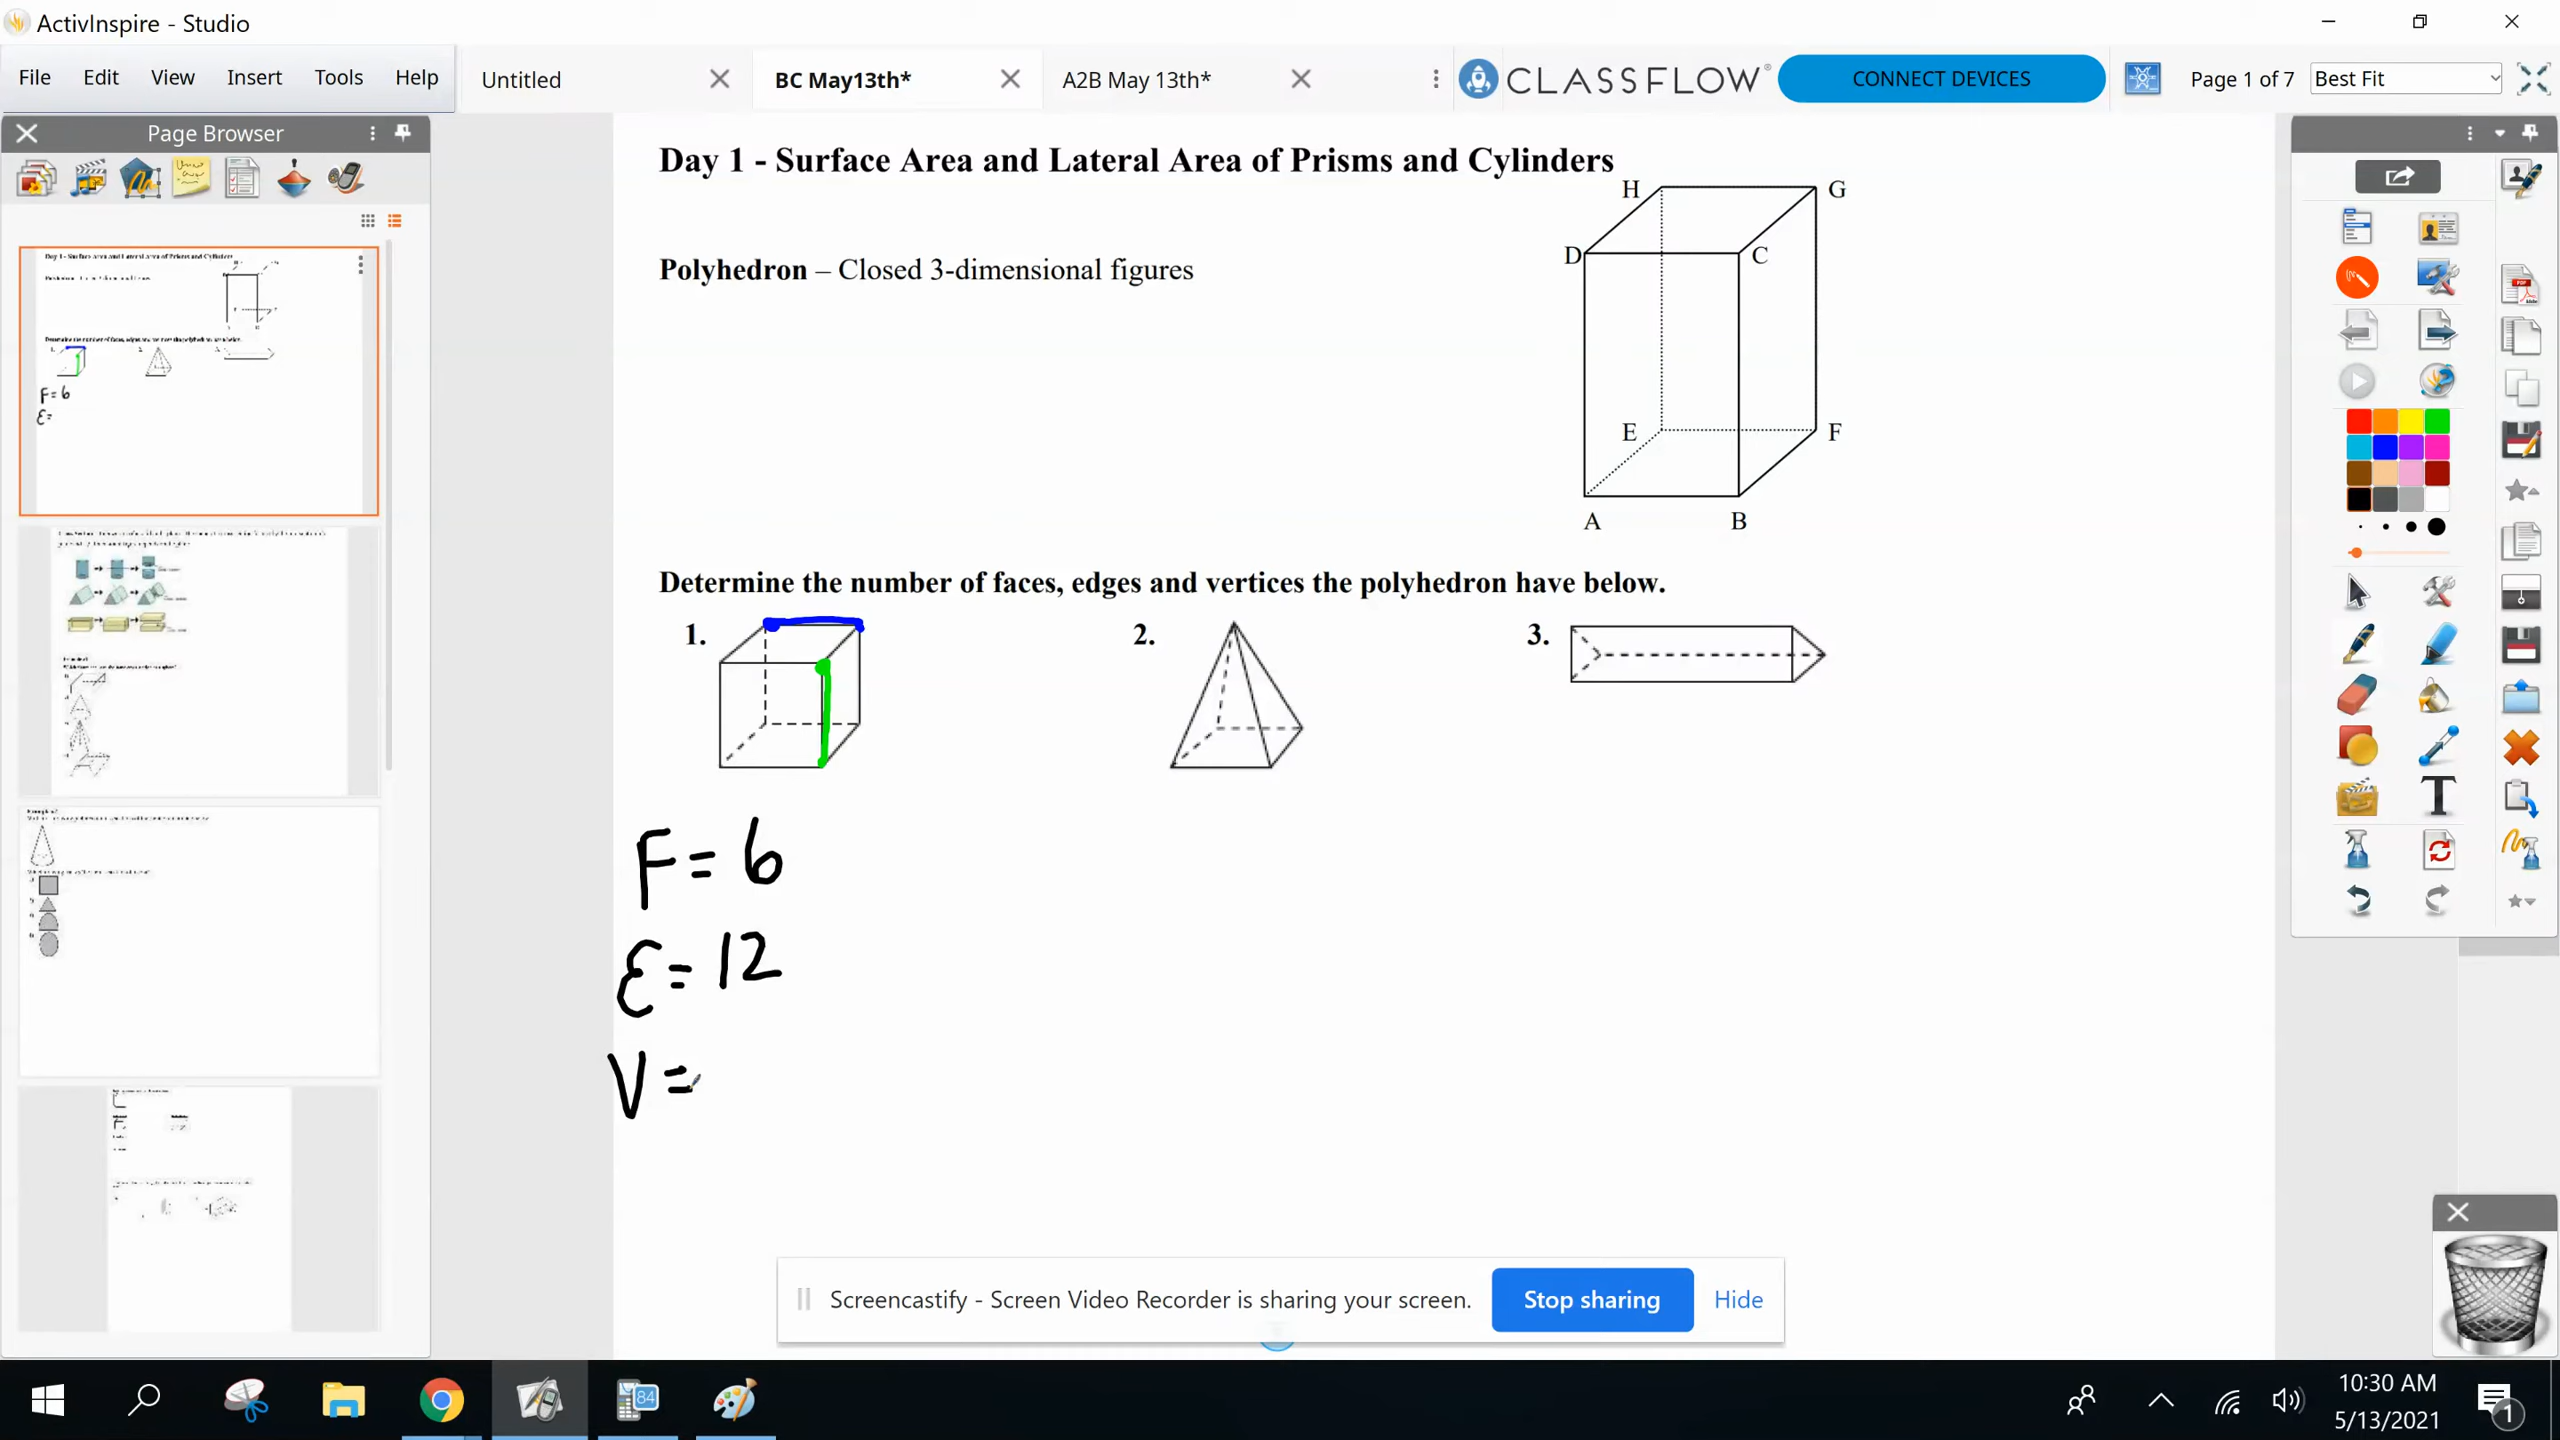 ActivInspire - Studio
File Edit View Insert Tools Help
Untitled
BC May13th*
A2B May 13th*
CLASSFLOW
CONNECT DEVICES
Page 1 of 7
Best Fit
Page Browser
F=6
Ɛ=
Day 1 - Surface Area and Lateral Area of Prisms and Cylinders
H
G
Polyhedron – Closed 3-dimensional figures
D
C
E
F
A
B
Determine the number of faces, edges and vertices the polyhedron have below.
1.
2.
3.
F = 6
Ɛ = 12
V =
T
Screencastify - Screen Video Recorder is sharing your screen.
Stop sharing
Hide
84
10:30 AM
5/13/2021
1